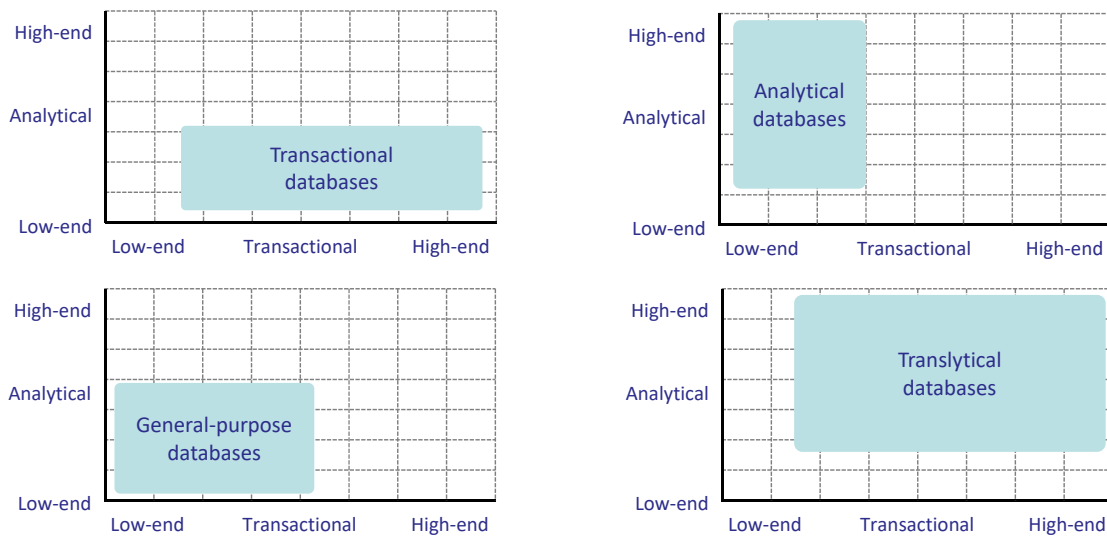 High-end
Analytical
Low-end
Transactional
databases
Low-end Transactional High-end
High-end
Analytical
Low-end
Analytical
databases
Low-end Transactional High-end
High-end
Analytical
Low-end
General-purpose
databases
Low-end Transactional High-end
High-end
Analytical
Low-end
Translytical
databases
Low-end Transactional High-end